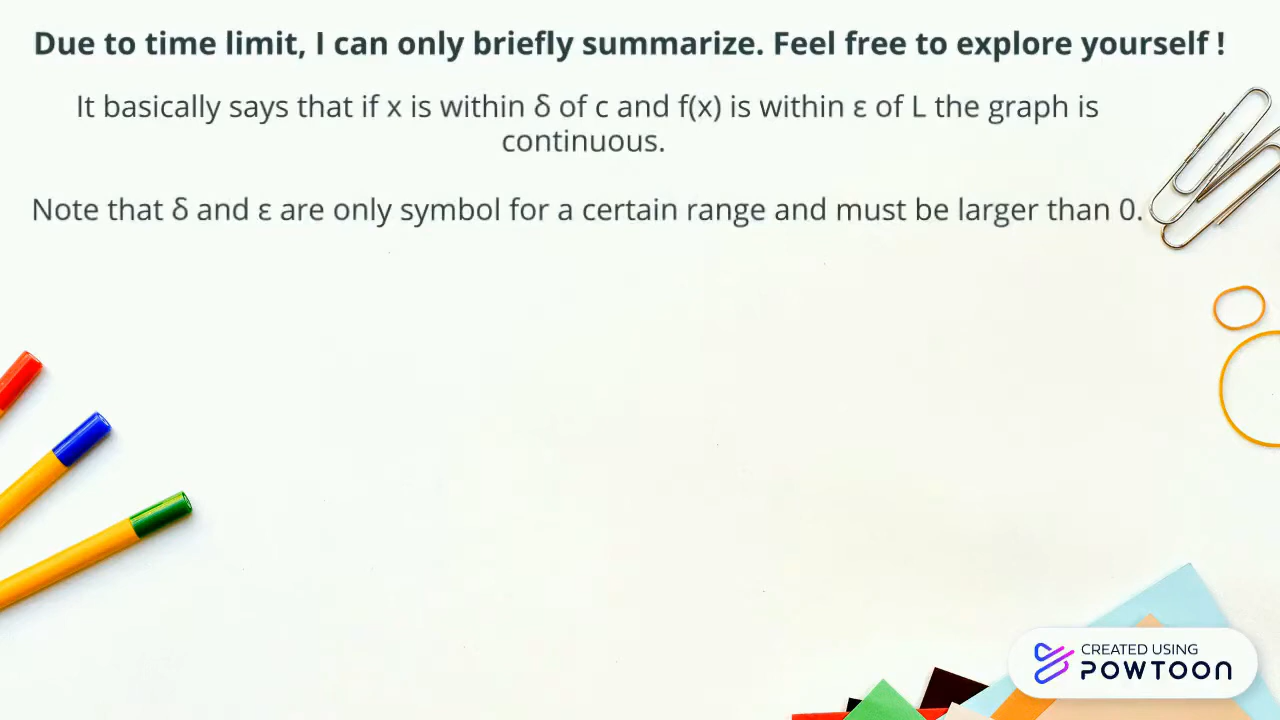 Due to time limit, I can only briefly summarize. Feel free to explore yourself !
It basically says that if x is within δ of c and f(x) is within ε of L the graph is
continuous.
Note that δ and ε are only symbol for a certain range and must be larger than 0.
CREATED USING
POWTOON